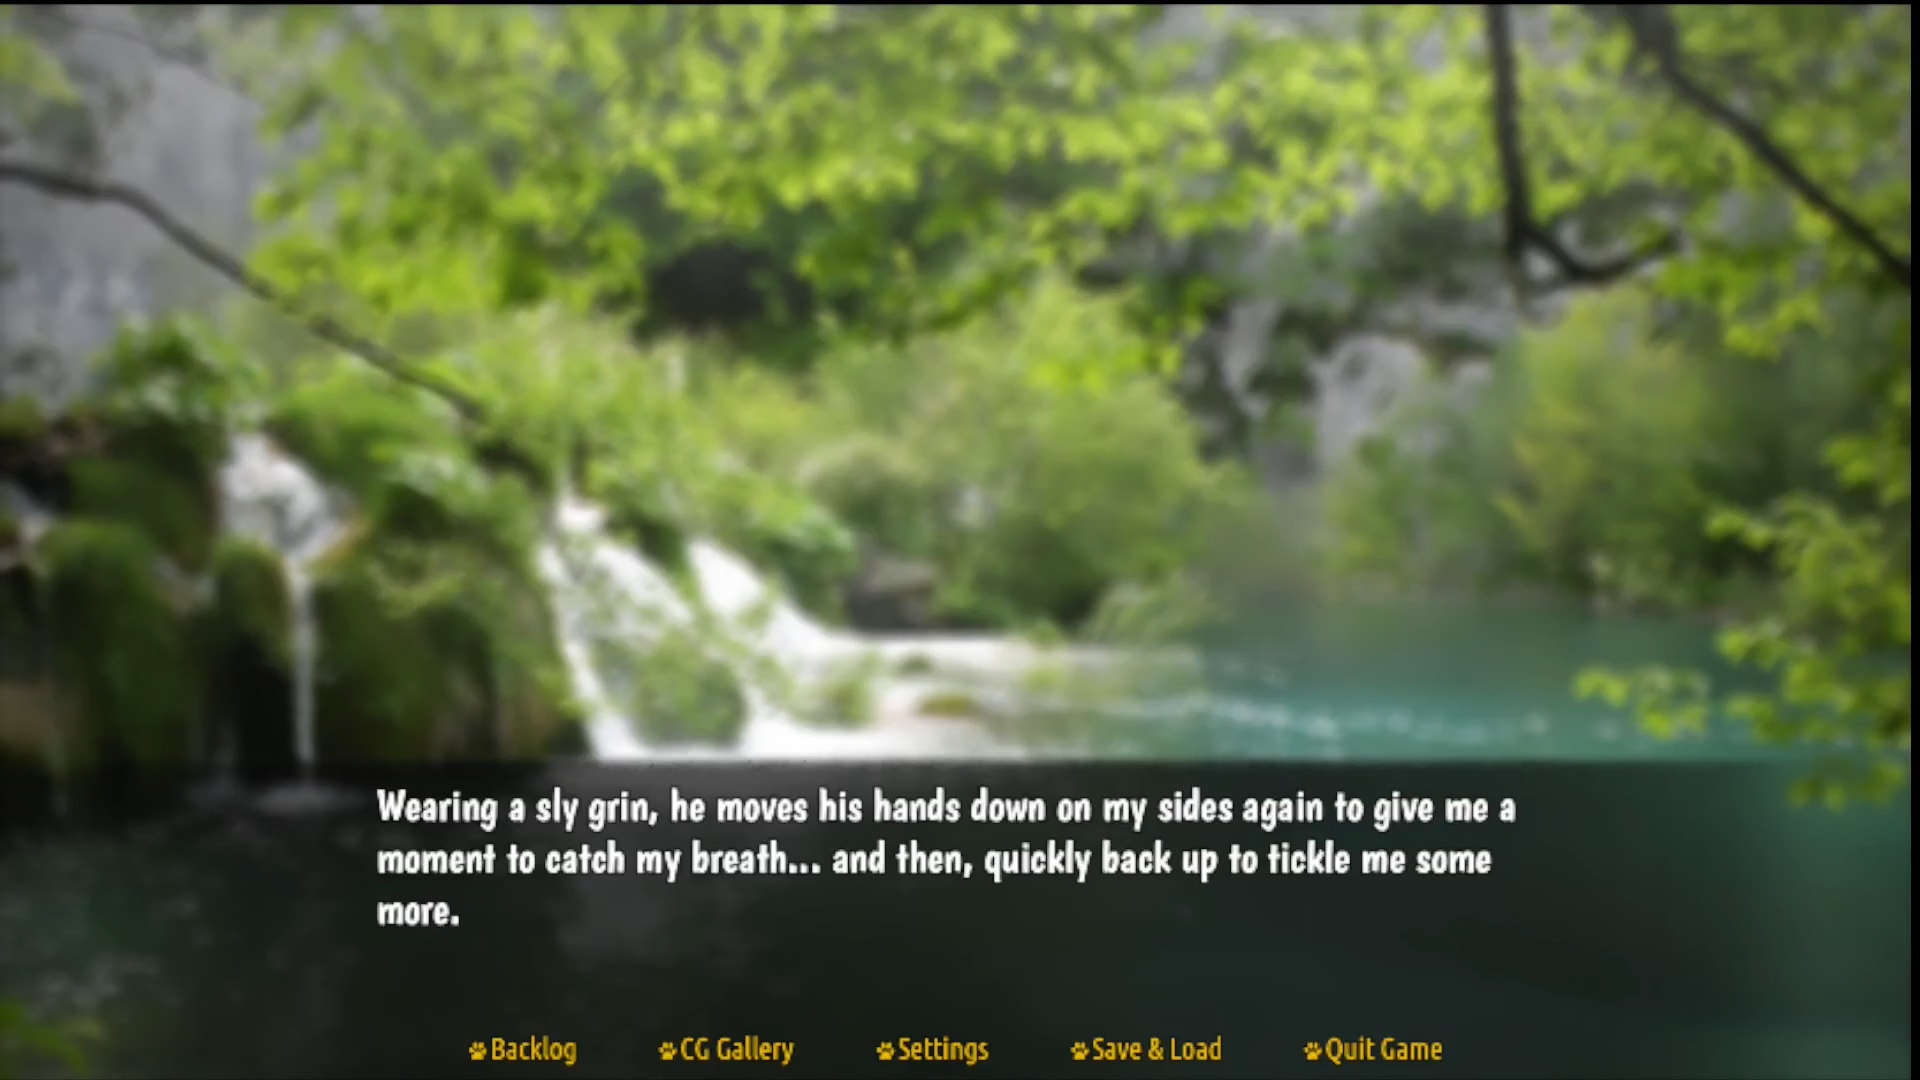 Wearing a sly grin, he moves his hands down on my sides again to give me a
moment to catch my breath... and then, quickly back up to tickle me some
more.
Backlog CG Gallery Settings Save & Load Quit Game